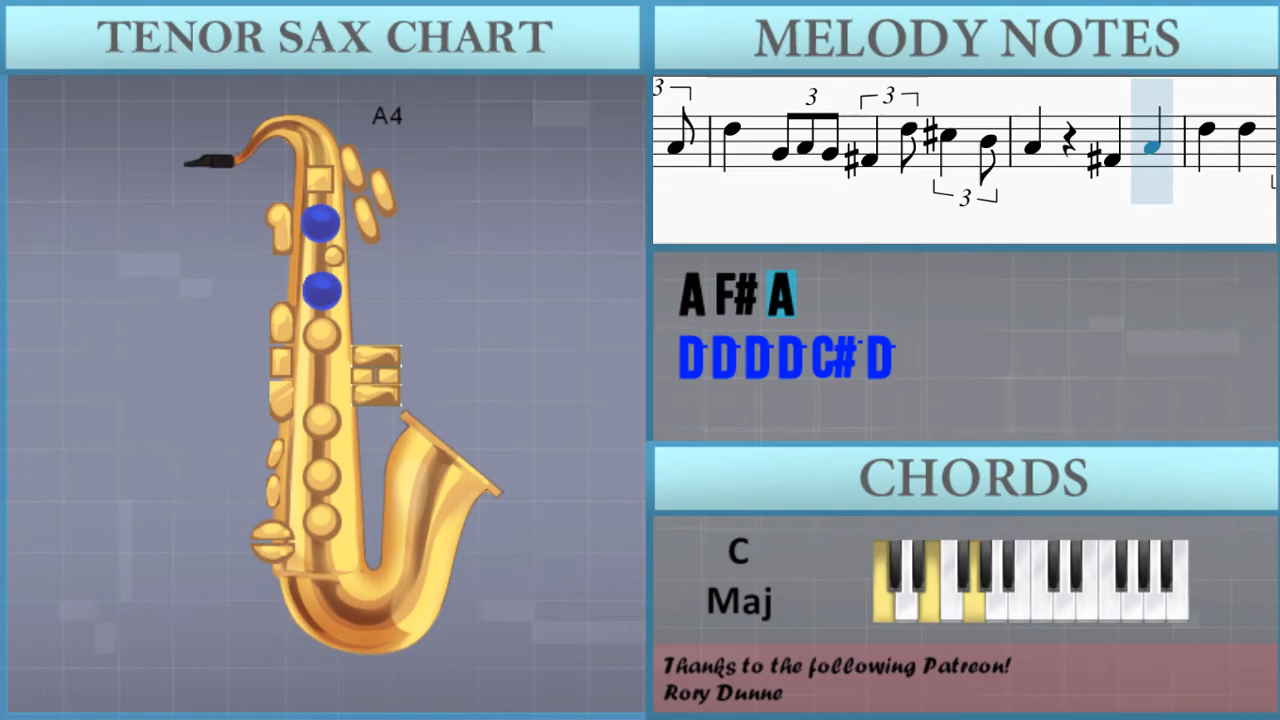 TENOR SAX CHART
MELODY NOTES
A4
3
3
3
3
A F# A
D D D D C# D
CHORDS
C
Maj
Thanks to the following Patreon!
Rory Dunne